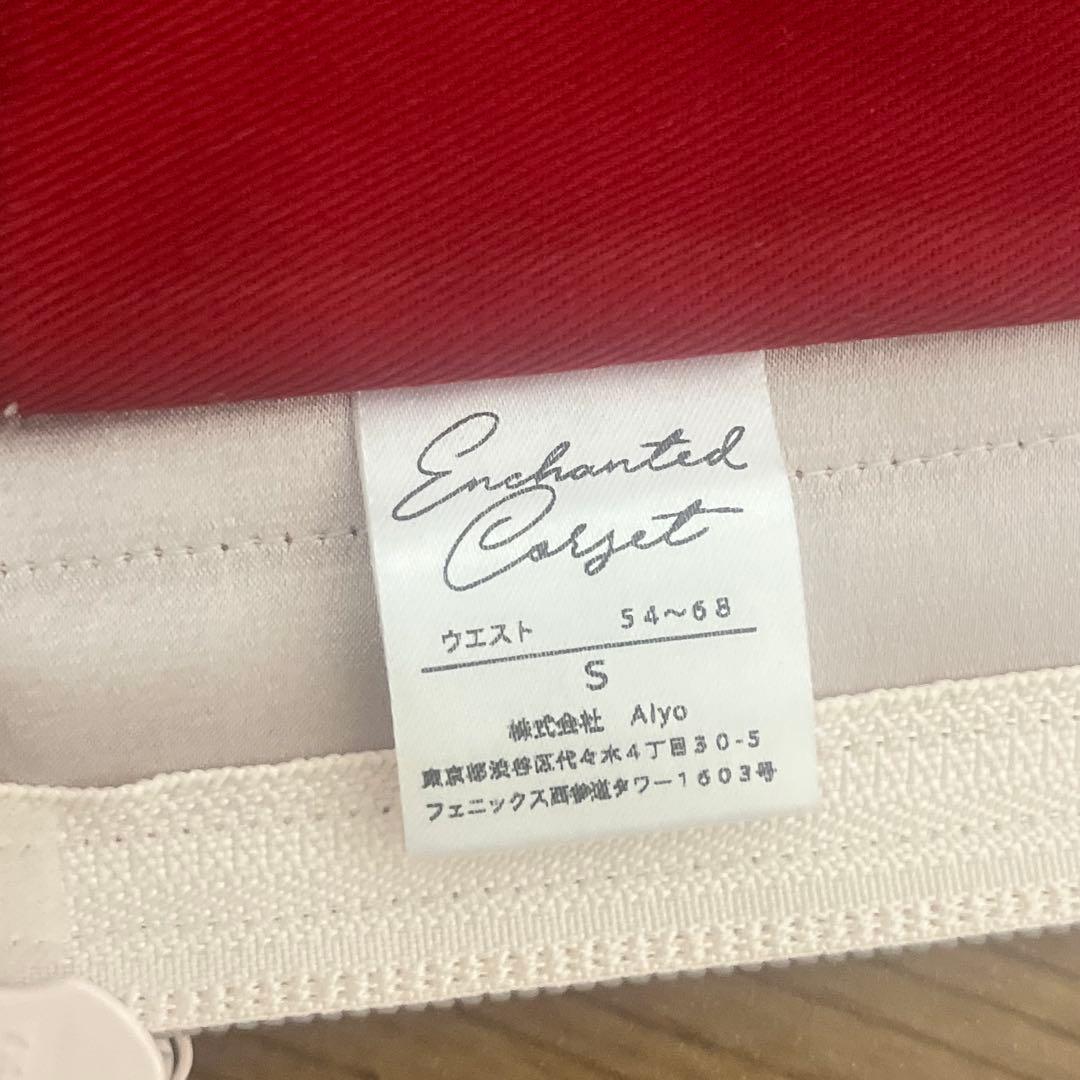 Enchanted
Corset
ウエスト 54～68
S
株式会社 Alyo
東京都渋谷区代々木4丁目30-5
フェニックス西参道タワー1603号